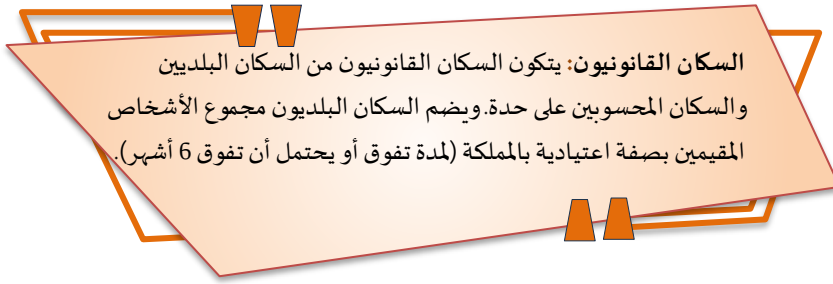 السكان القانونيون: يتكون السكان القانونيون من السكان البلديين
والسكان المحسوبين على حدة. ويضم السكان البلديون مجموع الأشخاص
المقيمين بصفة اعتيادية بالمملكة (لمدة تفوق أو يحتمل أن تفوق 6 أشهر).